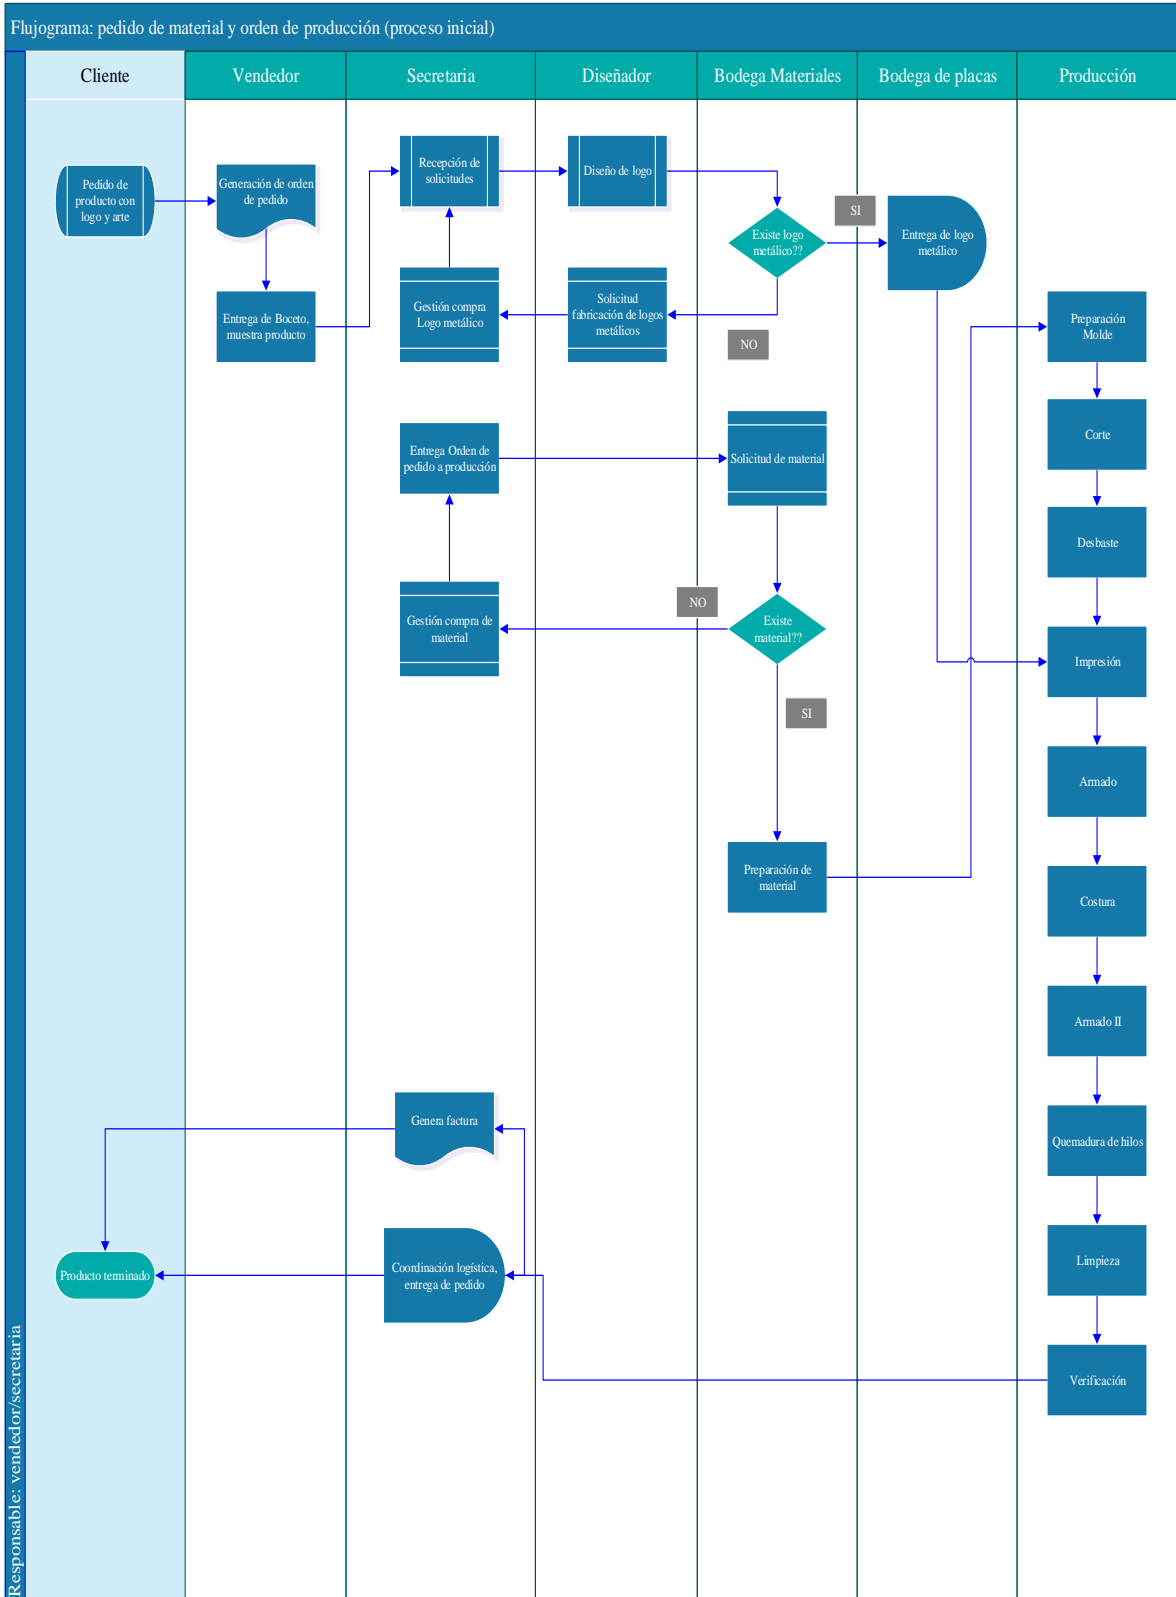 Flujograma: pedido de material y orden de producción (proceso inicial)
Cliente
Vendedor
Secretaria
Diseñador
Bodega Materiales
Bodega de placas
Producción
Pedido de
producto con
logo y arte
Generación de orden
de pedido
Recepción de
solicitudes
Diseño de logo
Existe logo
metálico??
SI
Entrega de logo
metálico
Entrega de Boceto,
muestra producto
Gestión compra
Logo metálico
Solicitud
fabricación de logos
metálicos
NO
Preparación
Molde
Corte
Entrega Orden de
pedido a producción
Solicitud de material
Desbaste
Gestión compra de
material
NO
Existe
material??
Impresión
SI
Armado
Preparación de
material
Costura
Armado II
Genera factura
Quemadura de hilos
Producto terminado
Coordinación logística,
entrega de pedido
Limpieza
Verificación
Responsable: vendedor/secretaria